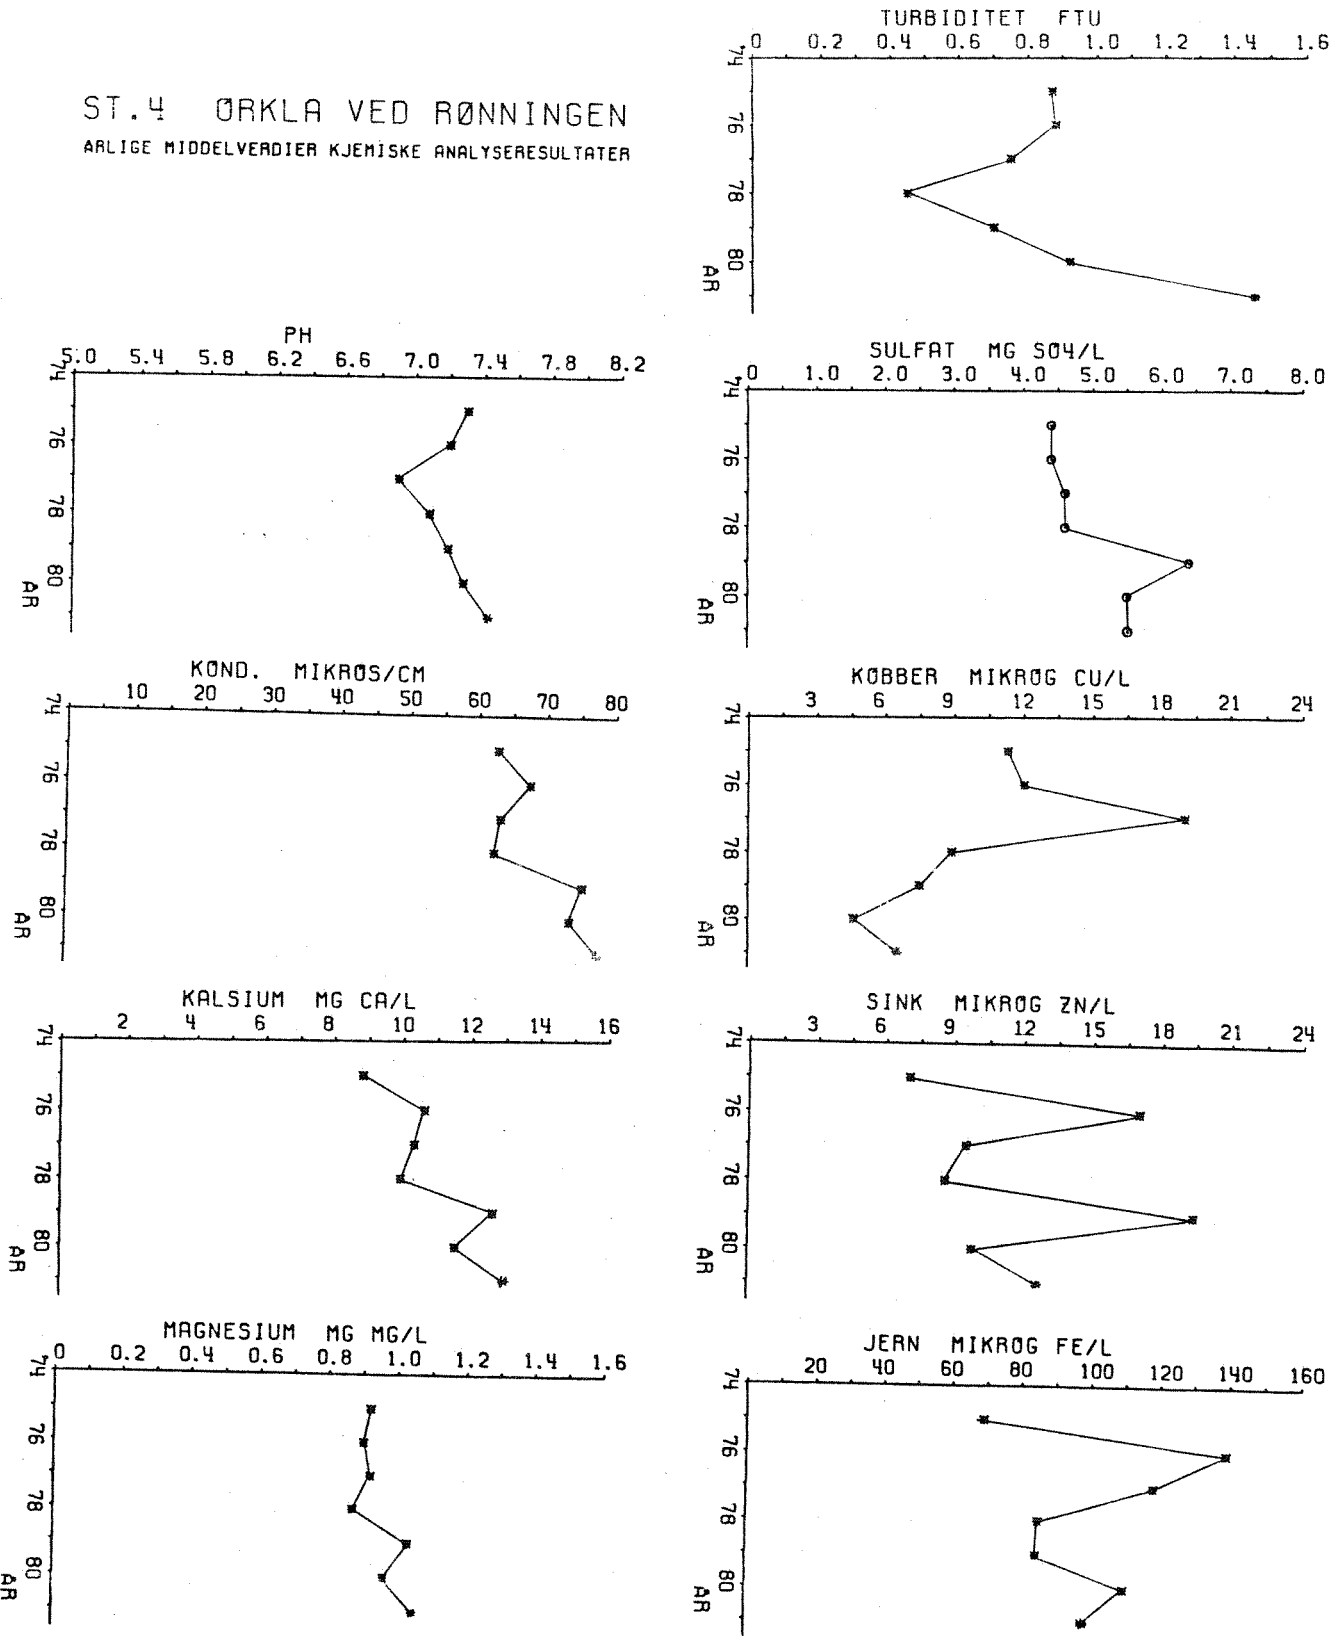 ST.4 ØRKLA VED RØNNINGEN
ARLIGE MIDDELVERDIER KJEMISKE ANALYSERESULTATER
TURBIDITET FTU
.0 0.2 0.4 0.6 0.8 1.0 1.2 1.4 1.6
74
76
78
80
ÅR
PH
5.0 5.4 5.8 6.2 6.6 7.0 7.4 7.8 8.2
74
76
78
80
ÅR
SULFAT MG SO4/L
.0 1.0 2.0 3.0 4.0 5.0 6.0 7.0 8.0
74
76
78
80
ÅR
KOND. MIKROS/CM
10 20 30 40 50 60 70 80
74
76
78
80
ÅR
KOBBER MIKROG CU/L
3 6 9 12 15 18 21 24
74
76
78
80
ÅR
KALSIUM MG CA/L
2 4 6 8 10 12 14 16
74
76
78
80
ÅR
SINK MIKROG ZN/L
3 6 9 12 15 18 21 24
74
76
78
80
ÅR
MAGNESIUM MG MG/L
.0 0.2 0.4 0.6 0.8 1.0 1.2 1.4 1.6
74
76
78
80
ÅR
JERN MIKROG FE/L
20 40 60 80 100 120 140 160
74
76
78
80
ÅR